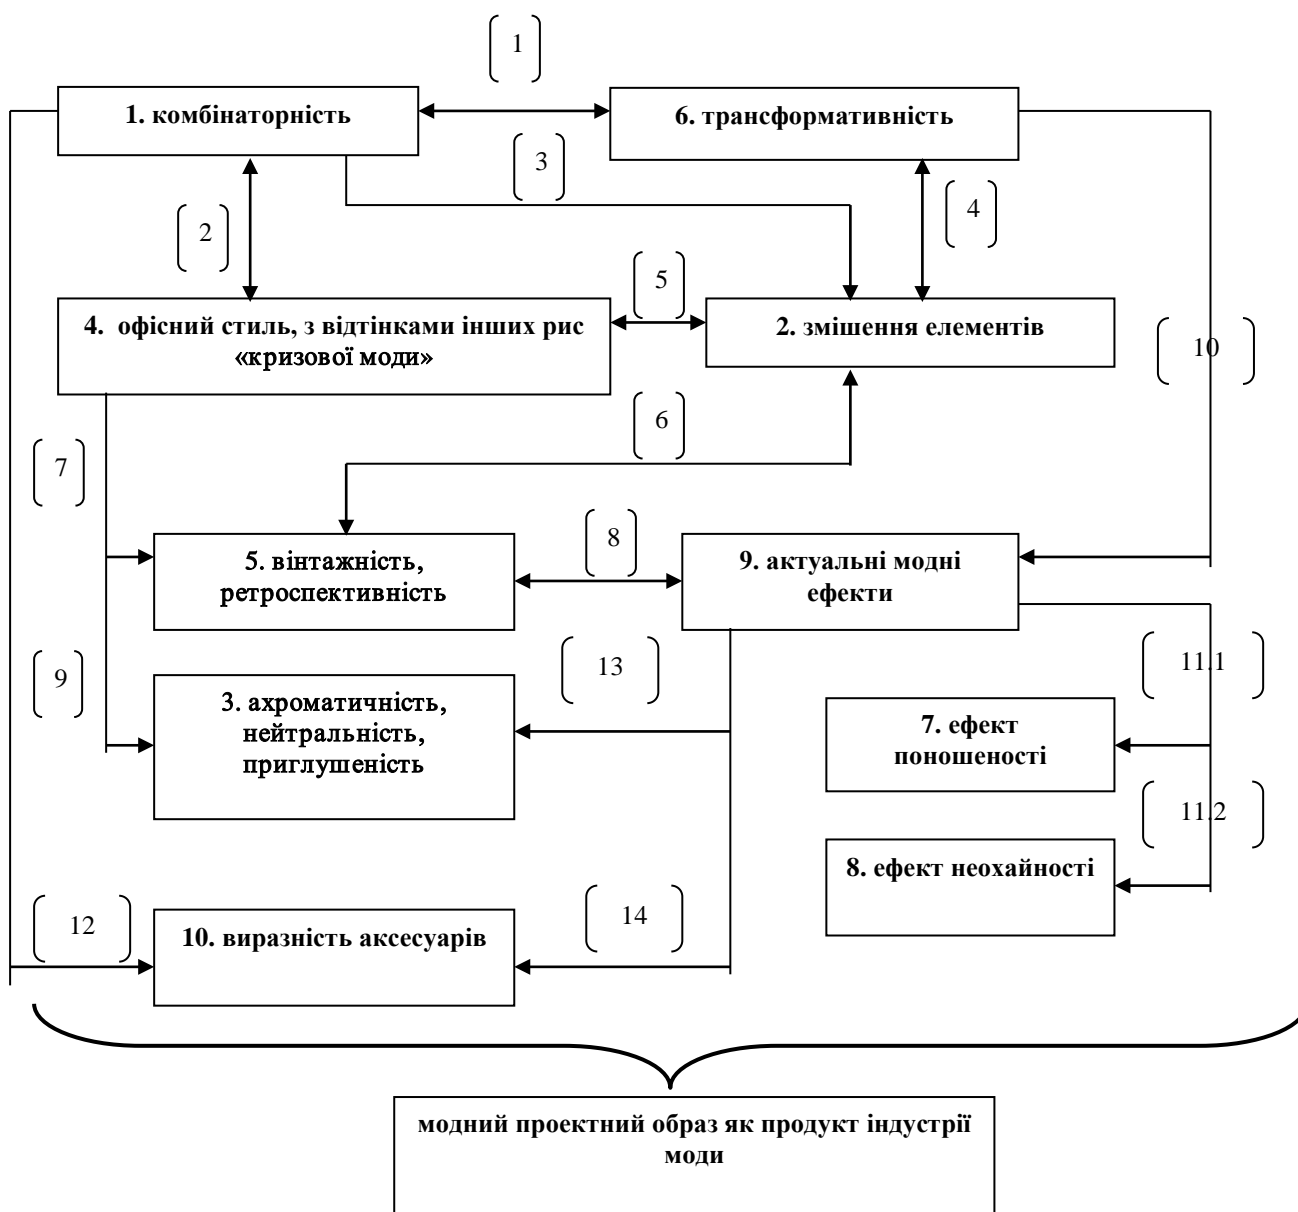 1
1. комбінаторність
6. трансформативність
3
2
4
5
4. офісний стиль, з відтінками інших рис
«кризової моди»
2. змішення елементів
10
6
7
8
5. вінтажність,
ретроспективність
9. актуальні модні
ефекти
9
13
11.1
3. ахроматичність,
нейтральність,
приглушеність
7. ефект
поношеності
11.2
8. ефект неохайності
12
14
10. виразність аксесуарів
модний проектний образ як продукт індустрії
моди